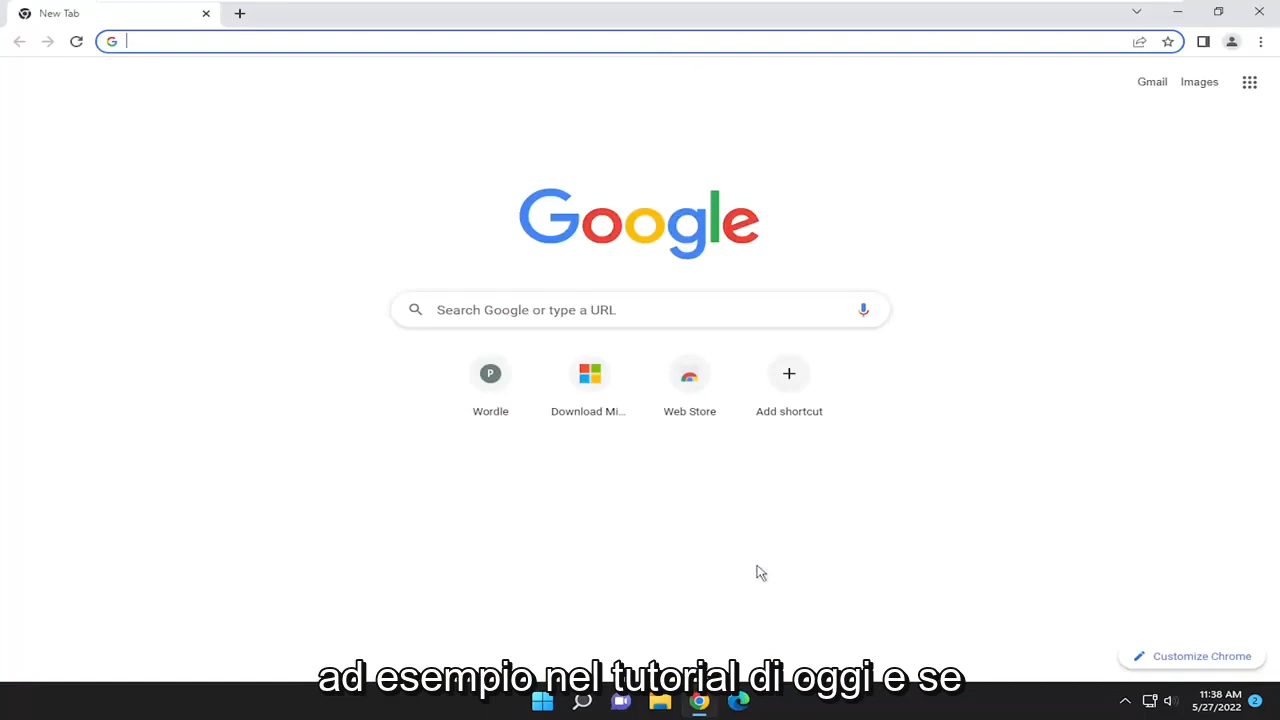 New Tab
Gmail Images
Google
Search Google or type a URL
P
Wordle Download Mi... Web Store Add shortcut
Customize Chrome
ad esempio nel tutorial di oggi e se
11:38 AM
5/27/2022
2